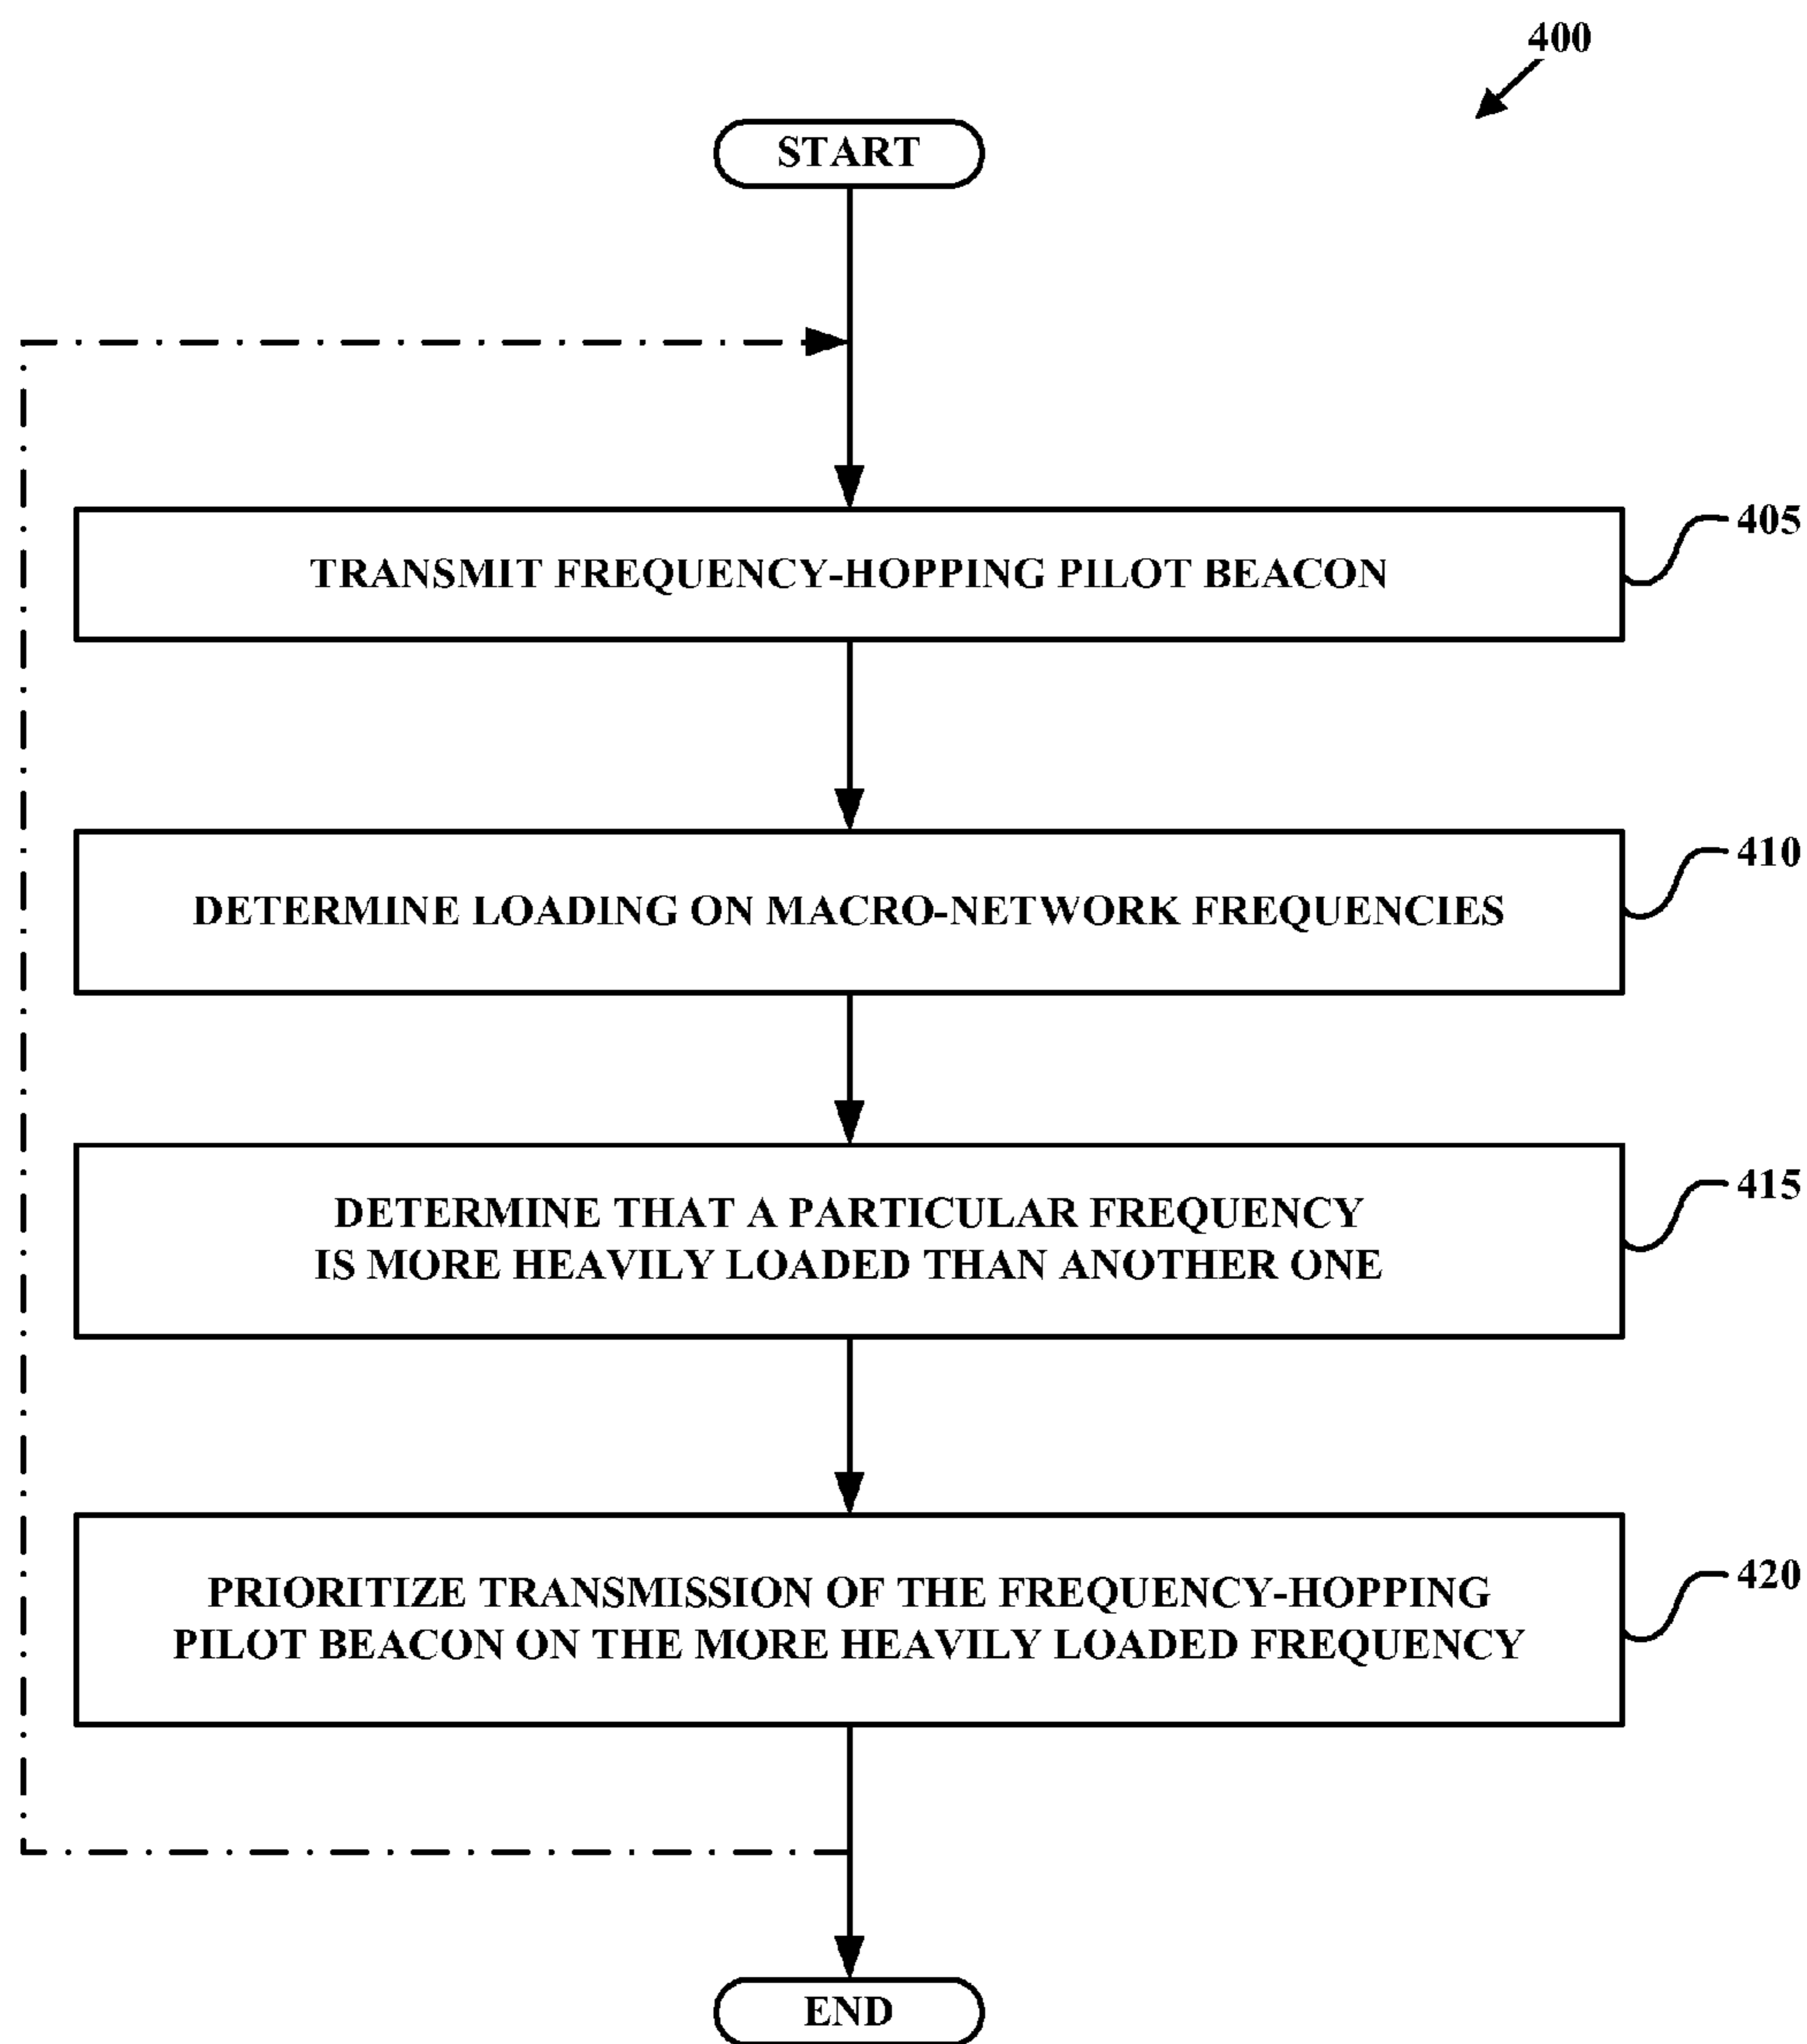 400
START
TRANSMIT FREQUENCY-HOPPING PILOT BEACON
405
DETERMINE LOADING ON MACRO-NETWORK FREQUENCIES
410
DETERMINE THAT A PARTICULAR FREQUENCY
IS MORE HEAVILY LOADED THAN ANOTHER ONE
415
PRIORITIZE TRANSMISSION OF THE FREQUENCY-HOPPING
PILOT BEACON ON THE MORE HEAVILY LOADED FREQUENCY
420
END